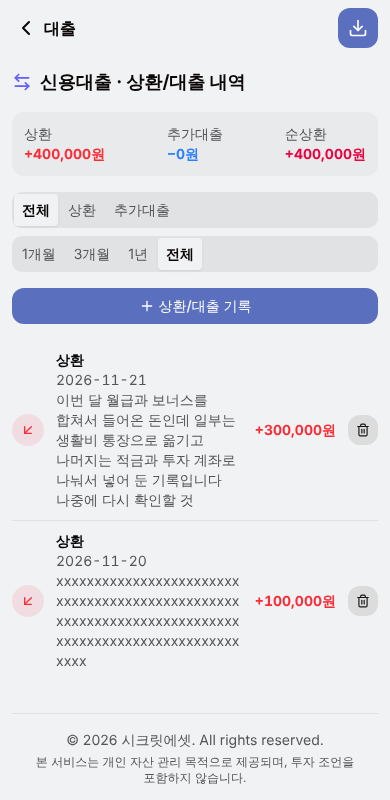 대출
신용대출 · 상환/대출 내역
상환 추가대출 순상환
+400,000원 −0원 +400,000원
전체 상환 추가대출
1개월 3개월 1년 전체
+ 상환/대출 기록
상환
2026-11-21
이번 달 월급과 보너스를
합쳐서 들어온 돈인데 일부는
생활비 통장으로 옮기고
나머지는 적금과 투자 계좌로
나눠서 넣어 둔 기록입니다
나중에 다시 확인할 것
+300,000원
상환
2026-11-20
xxxxxxxxxxxxxxxxxxxxxxxx
xxxxxxxxxxxxxxxxxxxxxxxx
xxxxxxxxxxxxxxxxxxxxxxxx
xxxxxxxxxxxxxxxxxxxxxxxx
xxxx
+100,000원
© 2026 시크릿에셋. All rights reserved.
본 서비스는 개인 자산 관리 목적으로 제공되며, 투자 조언을
포함하지 않습니다.